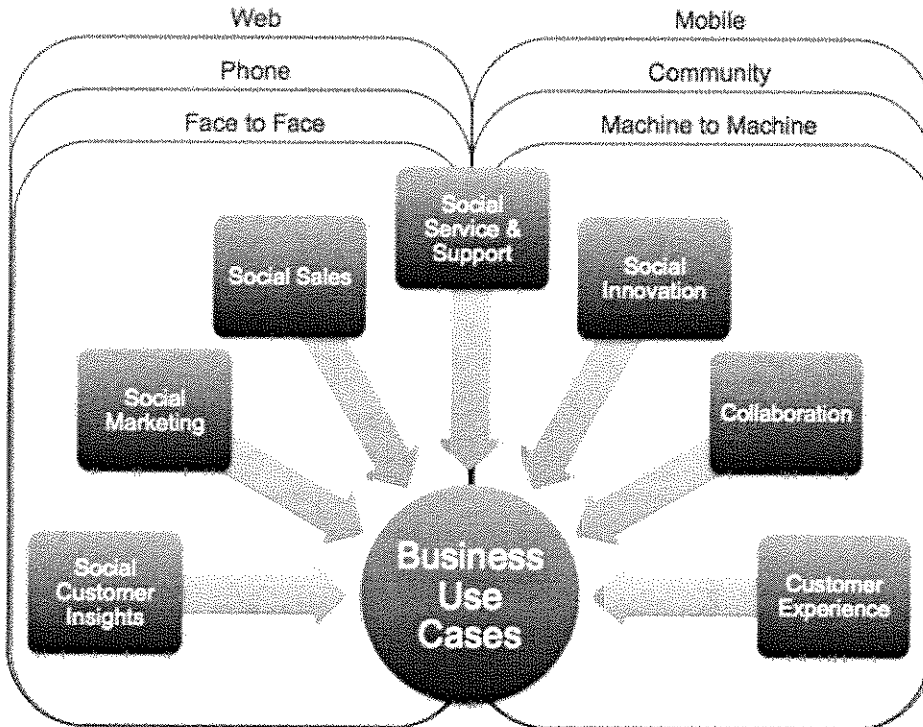 Web
Mobile
Phone
Community
Face to Face
Machine to Machine
Social
Service &
Support
Social Sales
Social
Innovation
Social
Marketing
Collaboration
Business
Use
Cases
Social
Customer
Insights
Customer
Experience